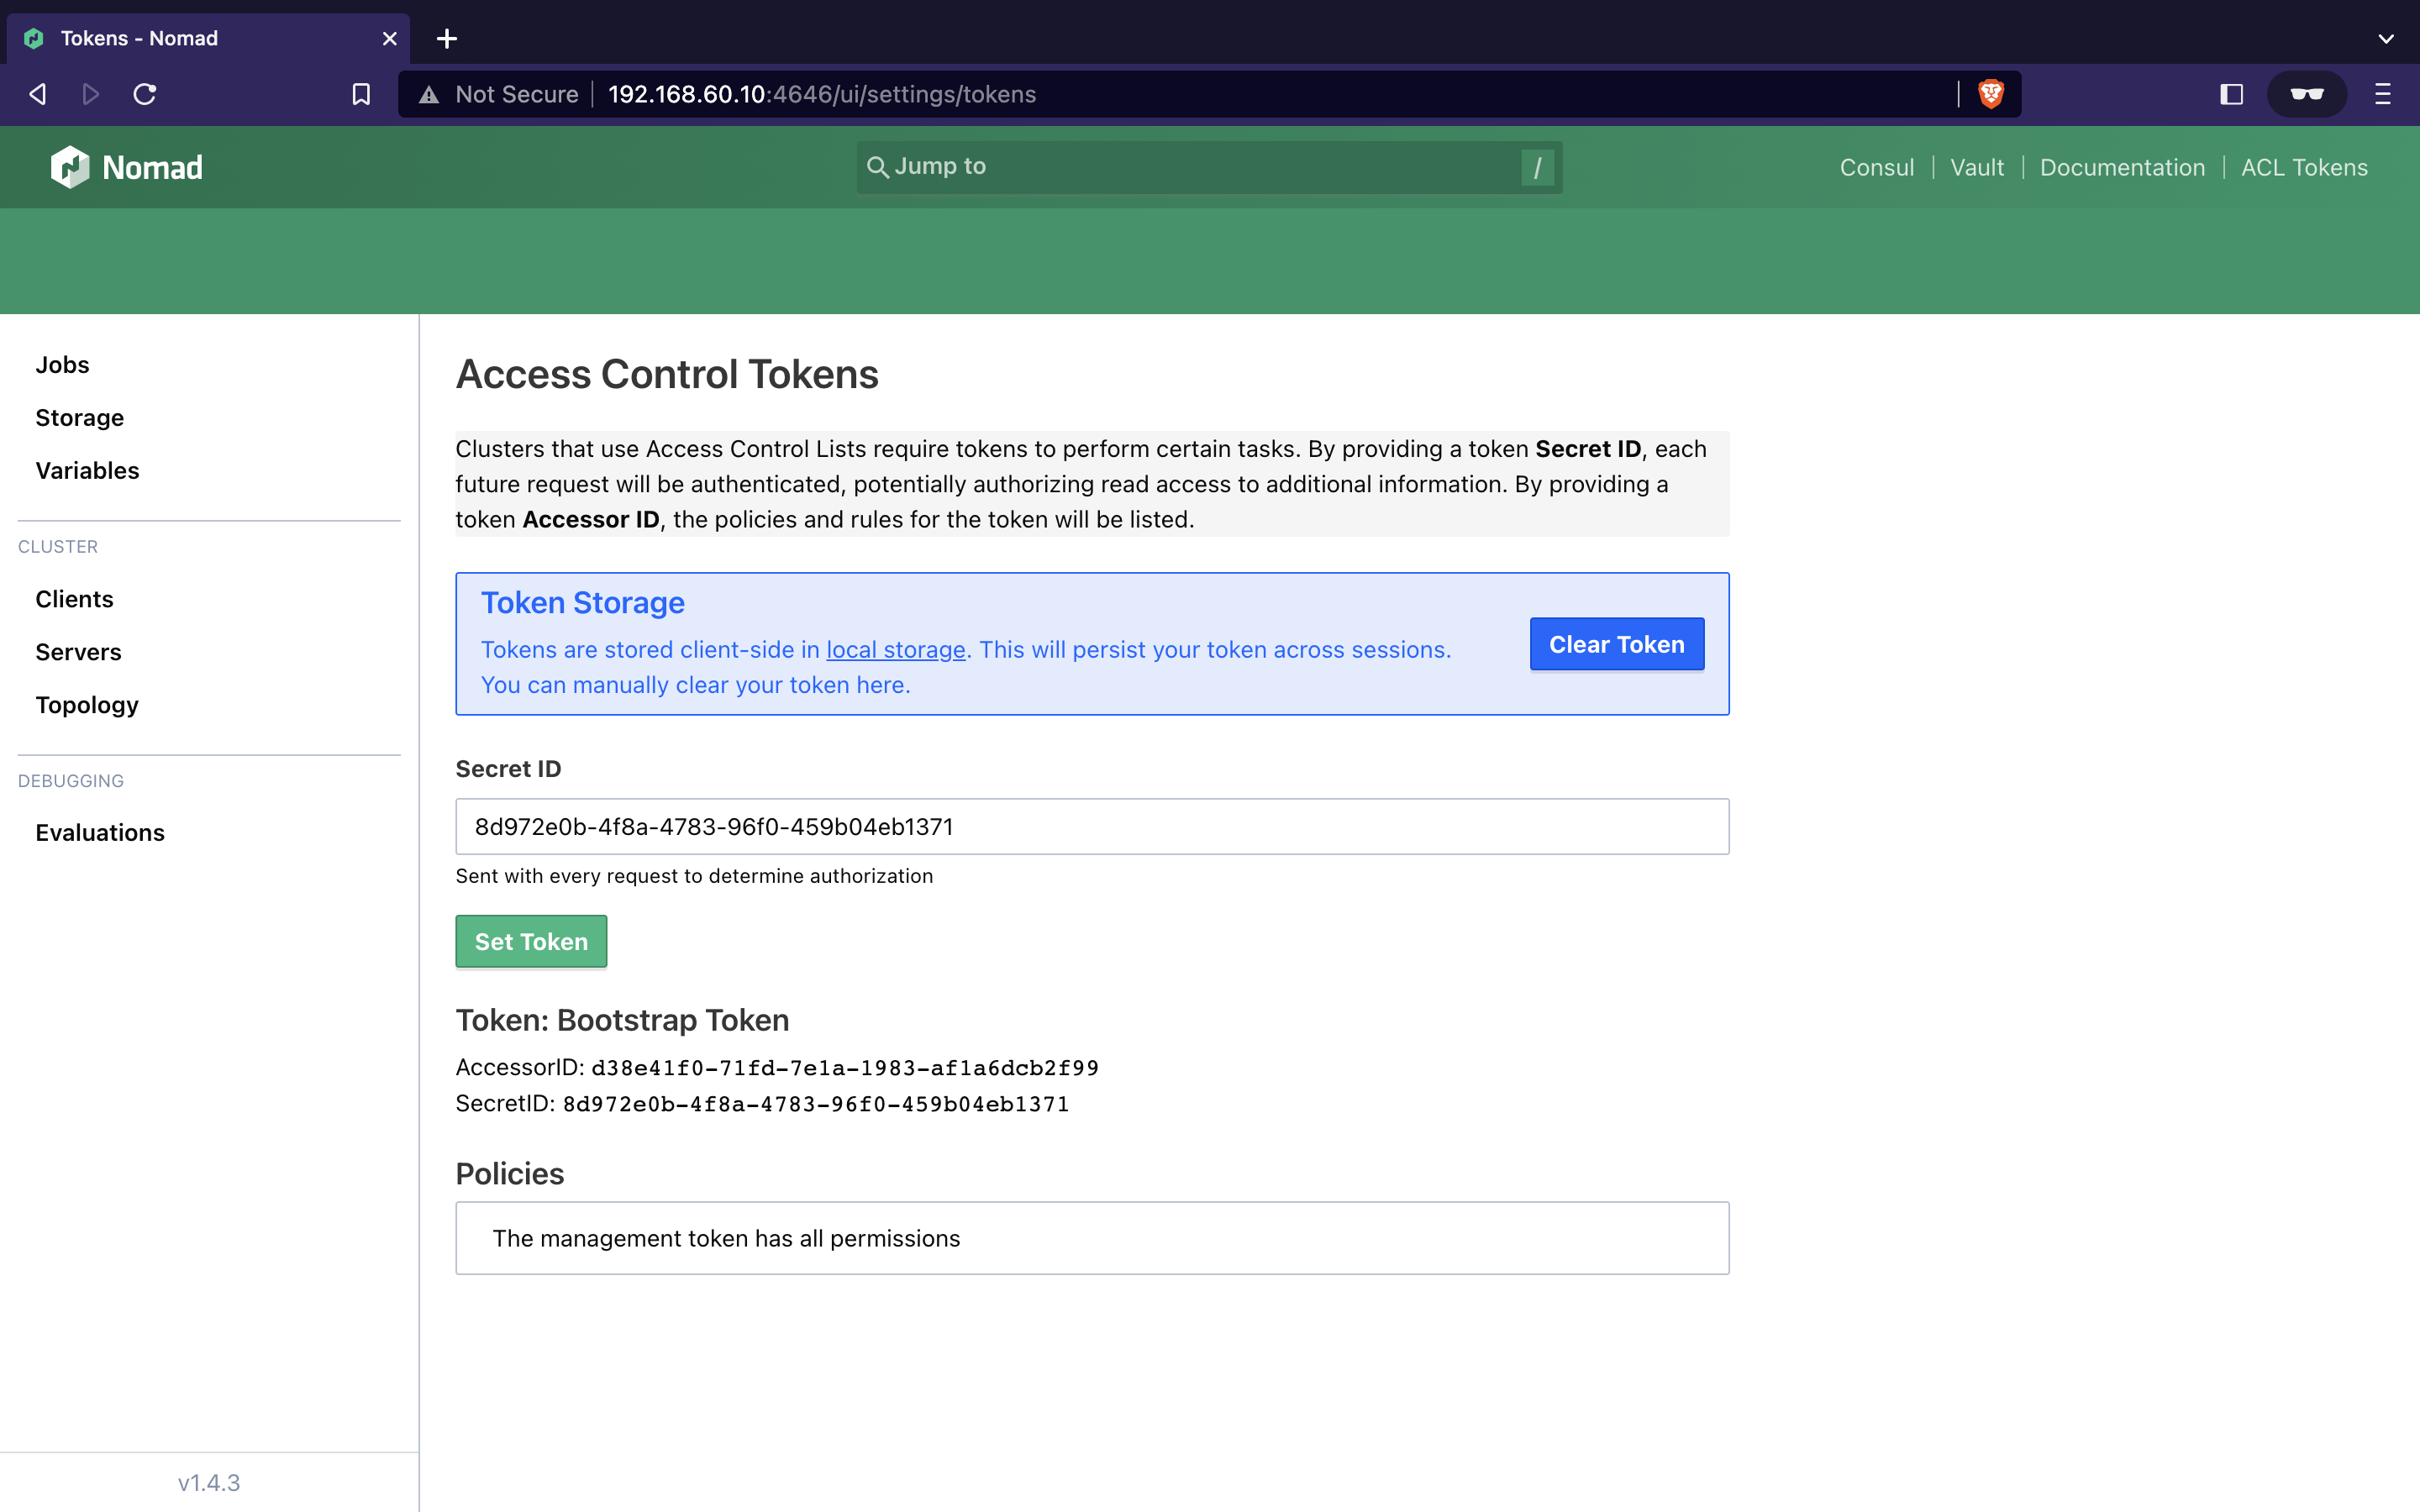 Tokens - Nomad
Not Secure 192.168.60.10:4646/ui/settings/tokens
Nomad
Jump to /
Consul Vault Documentation ACL Tokens
Jobs
Storage
Variables
CLUSTER
Clients
Servers
Topology
DEBUGGING
Evaluations
v1.4.3
Access Control Tokens
Clusters that use Access Control Lists require tokens to perform certain tasks. By providing a token Secret ID, each
future request will be authenticated, potentially authorizing read access to additional information. By providing a
token Accessor ID, the policies and rules for the token will be listed.
Token Storage
Tokens are stored client-side in local storage. This will persist your token across sessions.
You can manually clear your token here.
Clear Token
Secret ID
8d972e0b-4f8a-4783-96f0-459b04eb1371
Sent with every request to determine authorization
Set Token
Token: Bootstrap Token
AccessorID: d38e41f0-71fd-7e1a-1983-af1a6dcb2f99
SecretID: 8d972e0b-4f8a-4783-96f0-459b04eb1371
Policies
The management token has all permissions